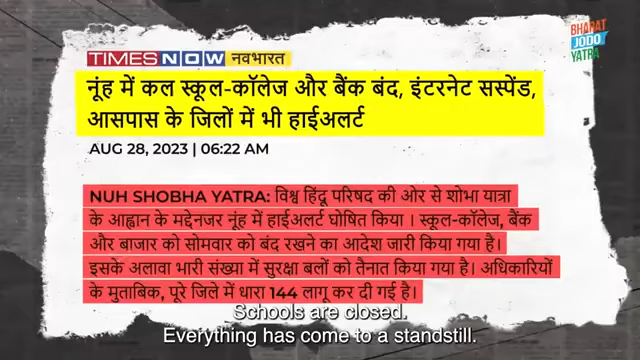 BHARAT
JODO
YATRA
TIMES NOW नवभारत
नूंह में कल स्कूल-कॉलेज और बैंक बंद, इंटरनेट सस्पेंड,
आसपास के जिलों में भी हाईअलर्ट
AUG 28, 2023 | 06:22 AM
NUH SHOBHA YATRA: विश्व हिंदू परिषद की ओर से शोभा यात्रा
के आह्वान के मद्देनजर नूंह में हाईअलर्ट घोषित किया । स्कूल-कॉलेज, बैंक
और बाजार को सोमवार को बंद रखने का आदेश जारी किया गया है।
इसके अलावा भारी संख्या में सुरक्षा बलों को तैनात किया गया है। अधिकारियों
के मुताबिक, पूरे जिले में धारा 144 लागू कर दी गई है।
Schools are closed.
Everything has come to a standstill.